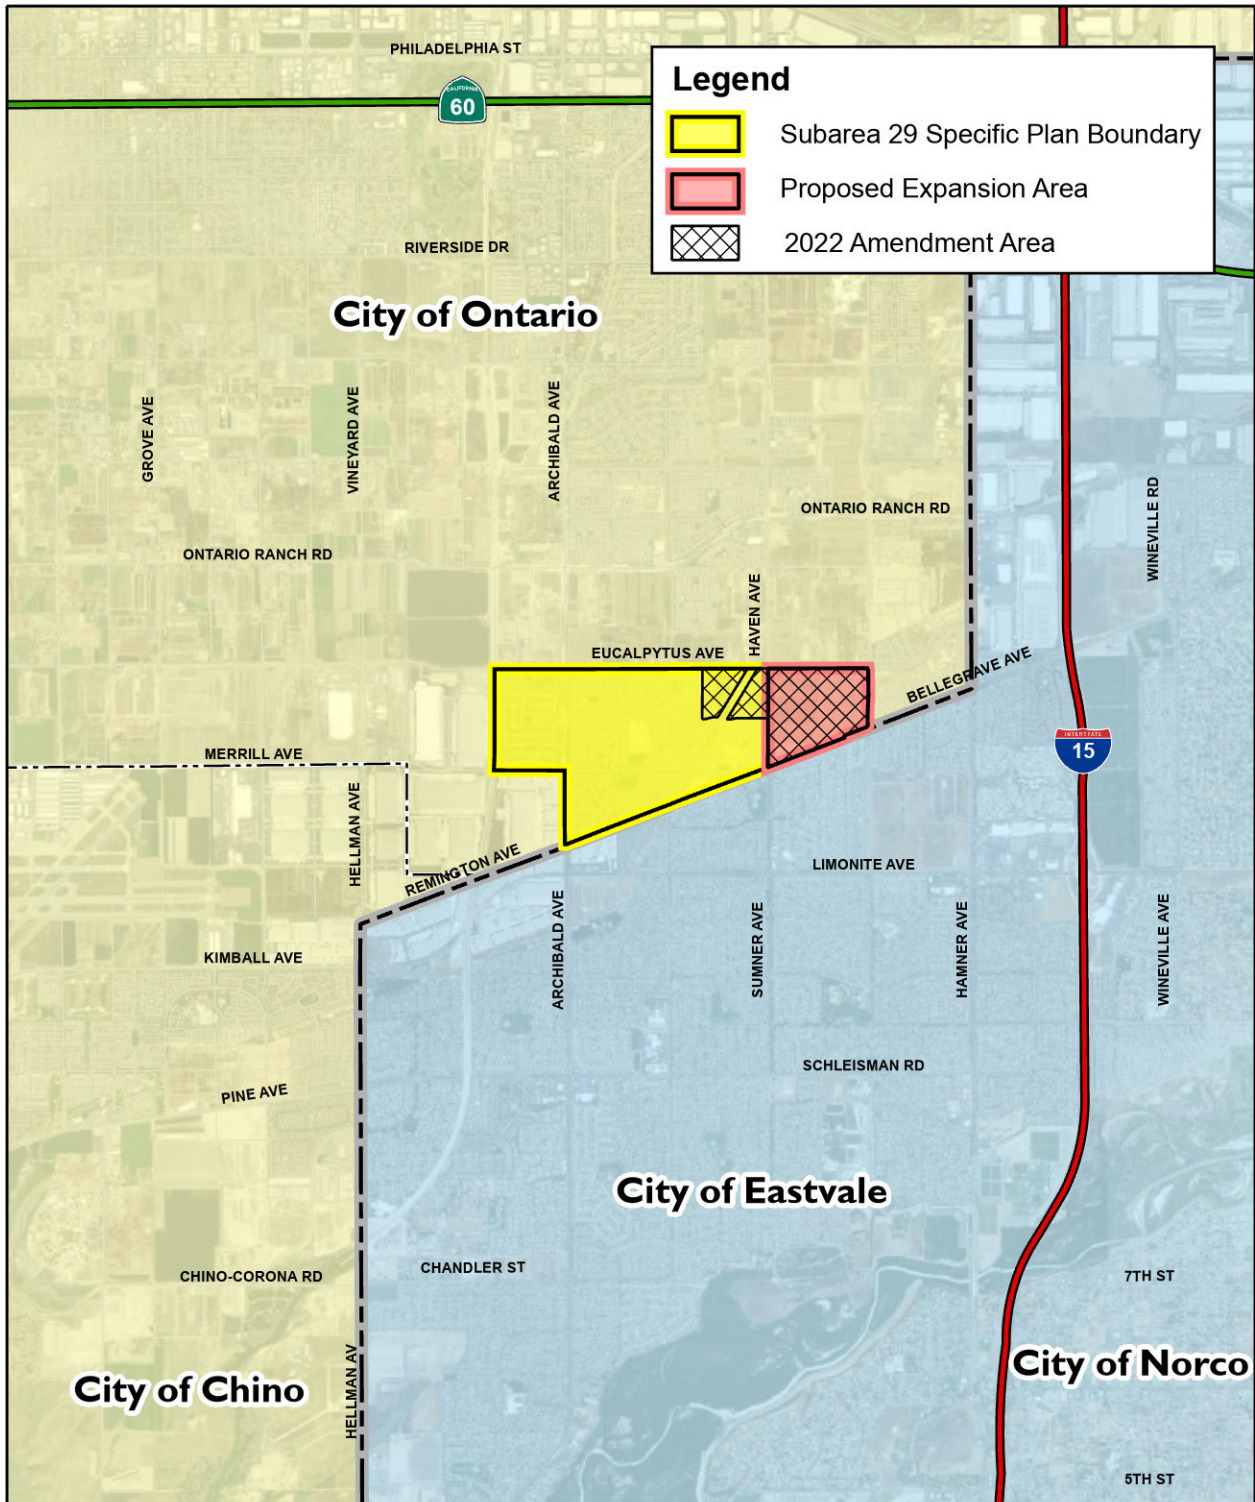 PHILADELPHIA ST
CALIFORNIA
60
Legend
Subarea 29 Specific Plan Boundary
Proposed Expansion Area
2022 Amendment Area
RIVERSIDE DR
City of Ontario
GROVE AVE
VINEYARD AVE
ARCHIBALD AVE
ONTARIO RANCH RD
WINEVILLE RD
ONTARIO RANCH RD
HAVEN AVE
EUCALPYTUS AVE
BELLEGRAVE AVE
MERRILL AVE
INTERSTATE
15
HELLMAN AVE
REMINGTON AVE
LIMONITE AVE
ARCHIBALD AVE
SUMNER AVE
HAMNER AVE
WINEVILLE AVE
KIMBALL AVE
SCHLEISMAN RD
PINE AVE
City of Eastvale
CHINO-CORONA RD
CHANDLER ST
7TH ST
City of Norco
City of Chino
HELLMAN AV
5TH ST